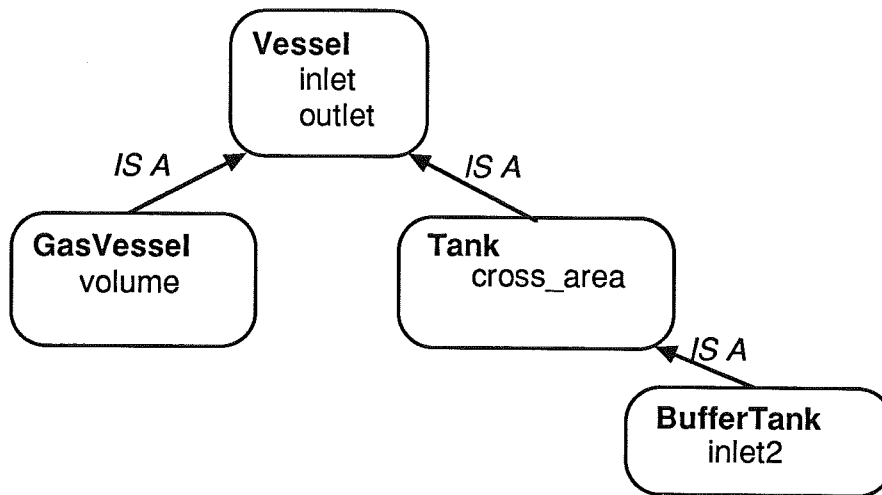 Vessel
inlet
outlet
IS A
IS A
GasVessel
volume
Tank
cross_area
IS A
BufferTank
inlet2